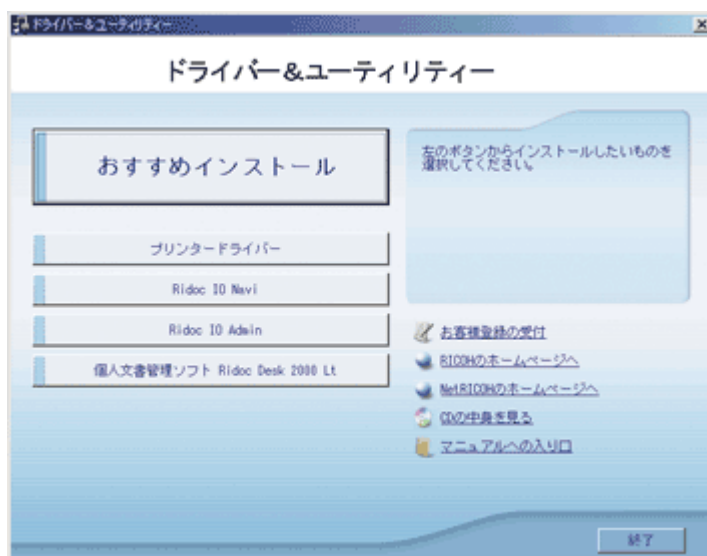 ドライバー&ユーティリティー
ドライバー&ユーティリティー
おすすめインストール
プリンタードライバー
Ridoc IO Navi
Ridoc IO Admin
個人文書管理ソフト Ridoc Desk 2000 Lt
左のボタンからインストールしたいものを
選択してください。
お客様登録の受付
RICOHのホームページへ
NetRICOHのホームページへ
CDの中身を見る
マニュアルへの入り口
終了